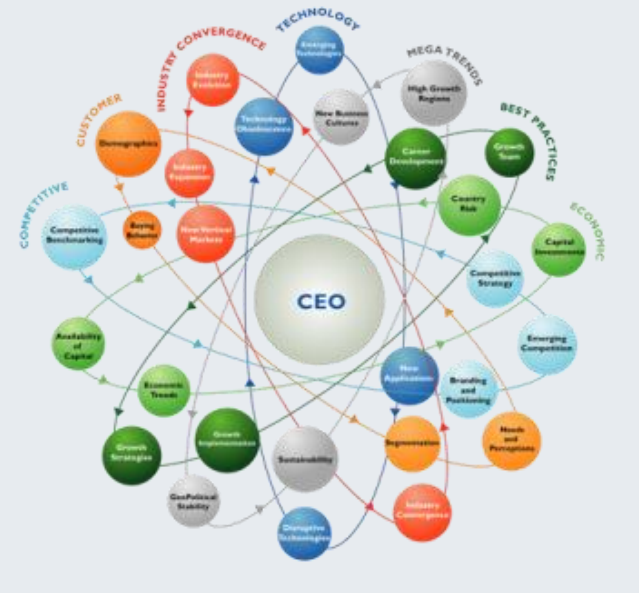 TECHNOLOGY
INDUSTRY CONVERGENCE
MEGA TRENDS
CUSTOMER
BEST PRACTICES
COMPETITIVE
ECONOMIC
Emerging
Technologies
Industry
Evolution
High Growth
Regions
New Business
Cultures
Technology
Obsolescence
Demographics
Career
Development
Growth
Team
Industry
Expansion
Country
Risk
Competitive
Benchmarking
Buying
Behavior
New Vertical
Markets
Capital
Investments
Competitive
Strategy
CEO
Availability
of
Capital
Emerging
Competition
New
Applications
Economic
Trends
Branding
and
Positioning
Growth
Strategies
Growth
Implementation
Sustainability
Segmentation
Needs
and
Perceptions
GeoPolitical
Stability
Industry
Convergence
Disruptive
Technologies